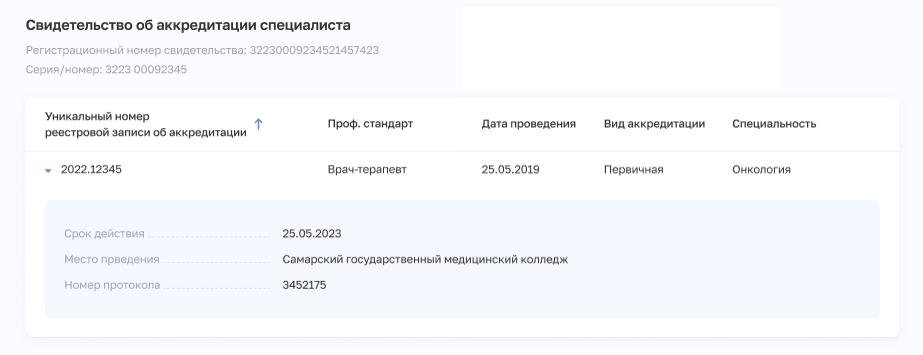 Свидетельство об аккредитации специалиста
Регистрационный номер свидетельства: 32230009234521457423
Серия/номер: 3223 00092345
Уникальный номер
реестровой записи об аккредитации
Проф. стандарт
Дата проведения
Вид аккредитации
Специальность
2022.12345
Врач-терапевт
25.05.2019
Первичная
Онкология
Срок действия
25.05.2023
Место прведения
Самарский государственный медицинский колледж
Номер протокола
3452175